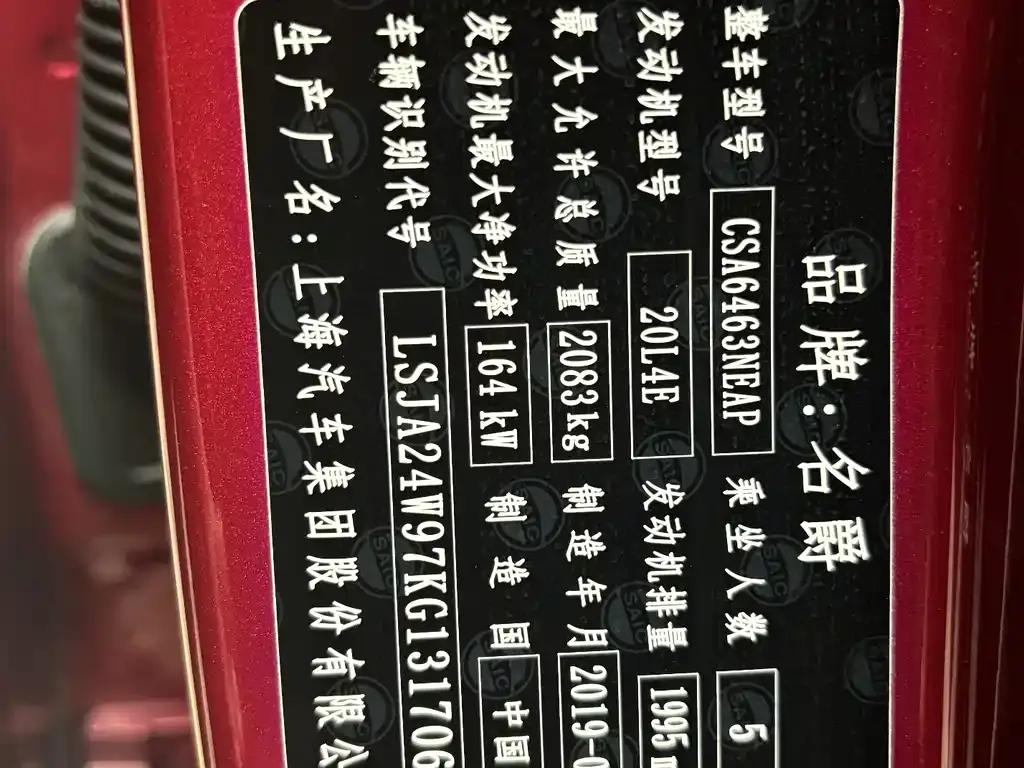 品牌:名爵
整车型号 CSA6463NEAP 乘坐人数 5
发动机型号 20L4E 发动机排量 1995m
最大允许总质量 2083kg 制造年月 2019-0
发动机最大净功率 164kW 制造国 中国
车辆识别代号 LSJA24W97KG131706
生产厂名:上海汽车集团股份有限公